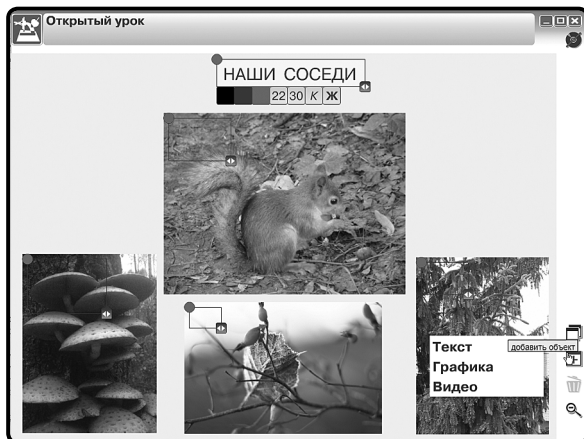 Открытый урок
НАШИ СОСЕДИ
22 30 К Ж
Текст
добавить объект
Графика
Видео